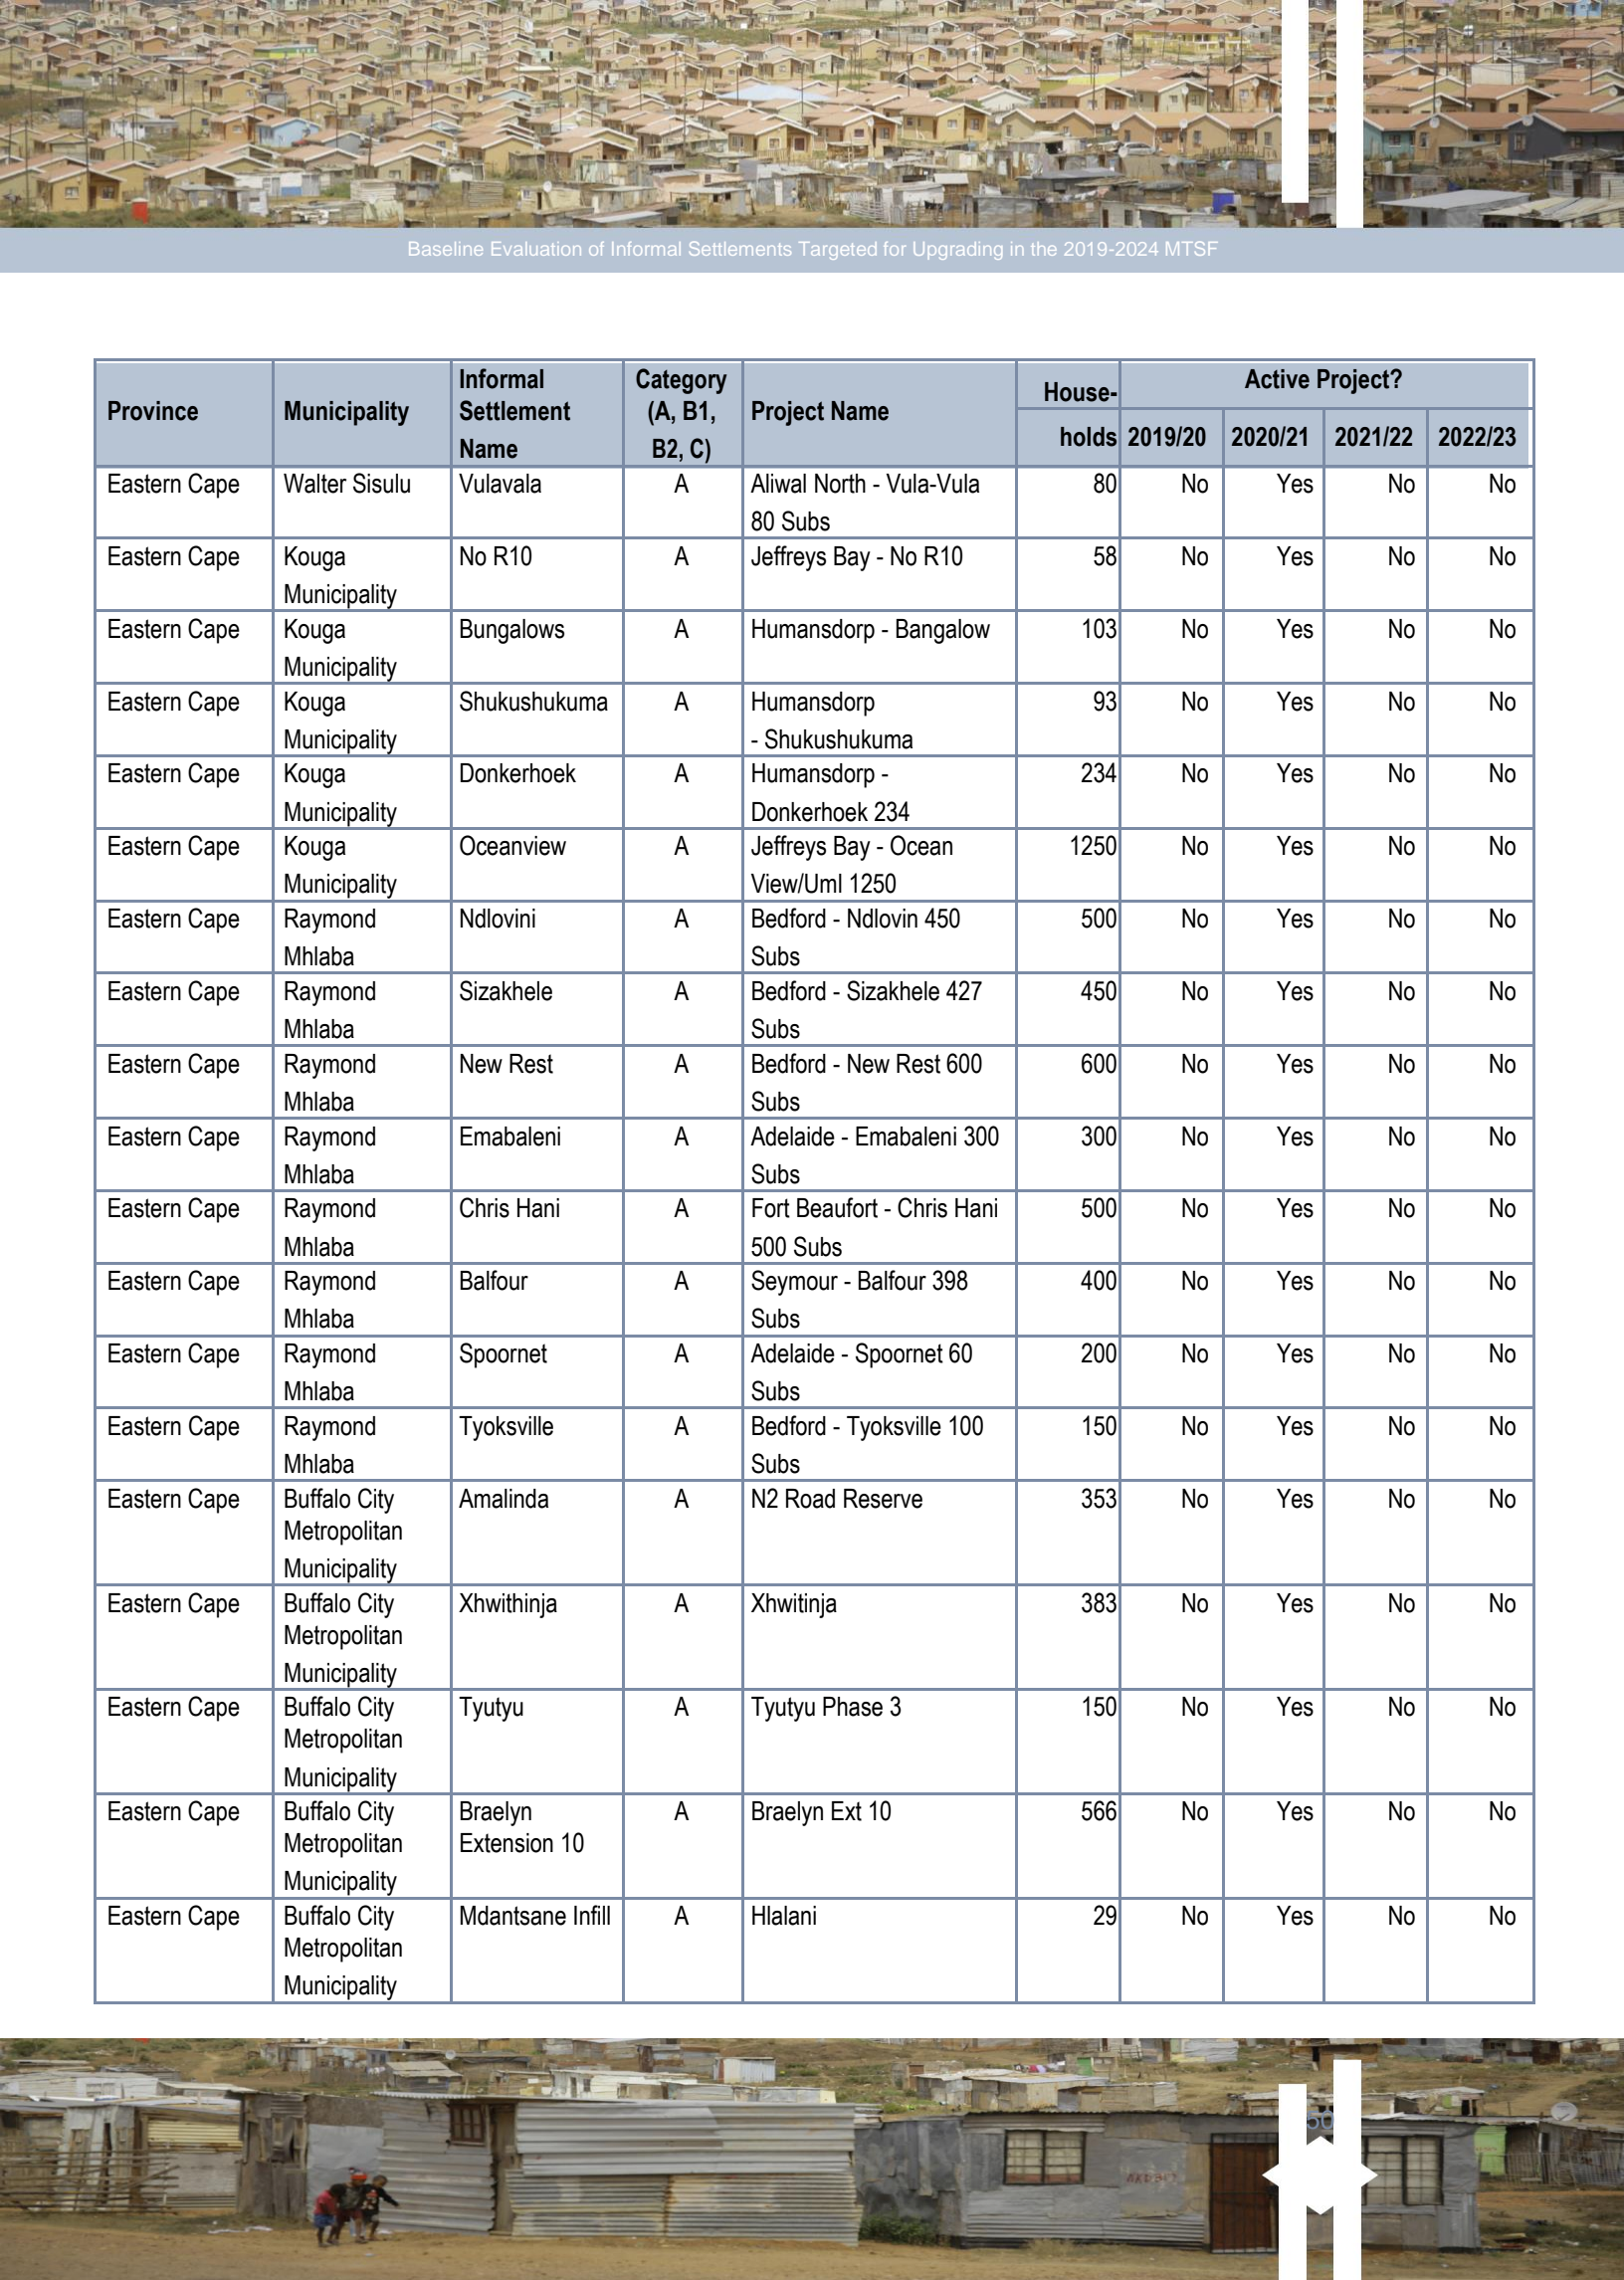 Baseline Evaluation of Informal Settlements Targeted for Upgrading in the 2019-2024 MTSF
Province Municipality Informal Settlement Name Category (A, B1, B2, C) Project Name House-holds Active Project?
2019/20 2020/21 2021/22 2022/23
Eastern Cape Walter Sisulu Vulavala A Aliwal North - Vula-Vula 80 No Yes No No
80 Subs
Eastern Cape Kouga No R10 A Jeffreys Bay - No R10 58 No Yes No No
Municipality
Eastern Cape Kouga Bungalows A Humansdorp - Bangalow 103 No Yes No No
Municipality
Eastern Cape Kouga Shukushukuma A Humansdorp 93 No Yes No No
Municipality - Shukushukuma
Eastern Cape Kouga Donkerhoek A Humansdorp - 234 No Yes No No
Municipality Donkerhoek 234
Eastern Cape Kouga Oceanview A Jeffreys Bay - Ocean 1250 No Yes No No
Municipality View/Uml 1250
Eastern Cape Raymond Ndlovini A Bedford - Ndlovin 450 500 No Yes No No
Mhlaba Subs
Eastern Cape Raymond Sizakhele A Bedford - Sizakhele 427 450 No Yes No No
Mhlaba Subs
Eastern Cape Raymond New Rest A Bedford - New Rest 600 600 No Yes No No
Mhlaba Subs
Eastern Cape Raymond Emabaleni A Adelaide - Emabaleni 300 300 No Yes No No
Mhlaba Subs
Eastern Cape Raymond Chris Hani A Fort Beaufort - Chris Hani 500 No Yes No No
Mhlaba 500 Subs
Eastern Cape Raymond Balfour A Seymour - Balfour 398 400 No Yes No No
Mhlaba Subs
Eastern Cape Raymond Spoornet A Adelaide - Spoornet 60 200 No Yes No No
Mhlaba Subs
Eastern Cape Raymond Tyoksville A Bedford - Tyoksville 100 150 No Yes No No
Mhlaba Subs
Eastern Cape Buffalo City Amalinda A N2 Road Reserve 353 No Yes No No
Metropolitan
Municipality
Eastern Cape Buffalo City Xhwithinja A Xhwitinja 383 No Yes No No
Metropolitan
Municipality
Eastern Cape Buffalo City Tyutyu A Tyutyu Phase 3 150 No Yes No No
Metropolitan
Municipality
Eastern Cape Buffalo City Braelyn A Braelyn Ext 10 566 No Yes No No
Metropolitan Extension 10
Municipality
Eastern Cape Buffalo City Mdantsane Infill A Hlalani 29 No Yes No No
Metropolitan
Municipality
50